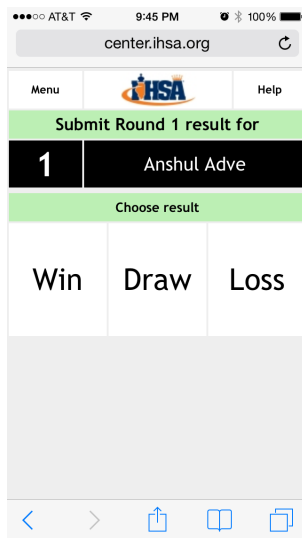 AT&T 9:45 PM 100%
center.ihsa.org
Menu IHSA Help
Submit Round 1 result for
1 Anshul Adve
Choose result
Win Draw Loss